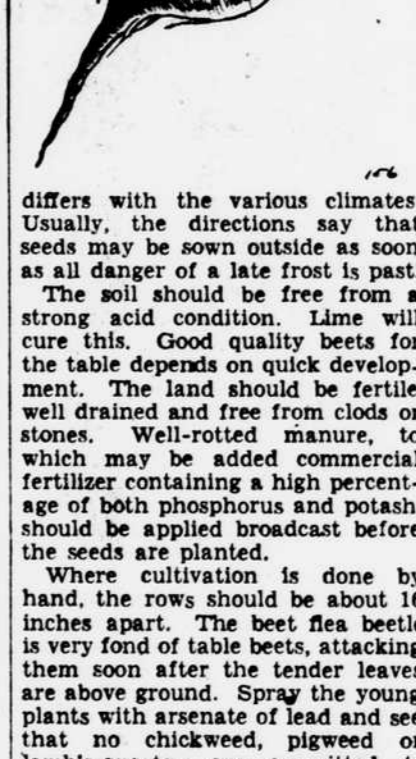 156
differs with the various climates
Usually, the directions say that
seeds may be sown outside as soon
as all danger of a late frost is past
The soil should be free from a
strong acid condition. Lime will
cure this. Good quality beets for
the table depends on quick develop-
ment. The land should be fertile
well drained and free from clods or
stones. Well-rotted manure, to
which may be added commercial
fertilizer containing a high percent-
age of both phosphorus and potash
should be applied broadcast before
the seeds are planted.
Where cultivation is done by
hand, the rows should be about 16
inches apart. The beet flea beetle
is very fond of table beets, attacking
them soon after the tender leaves
are above ground. Spray the young
plants with arsenate of lead and see
that no chickweed, pigweed or